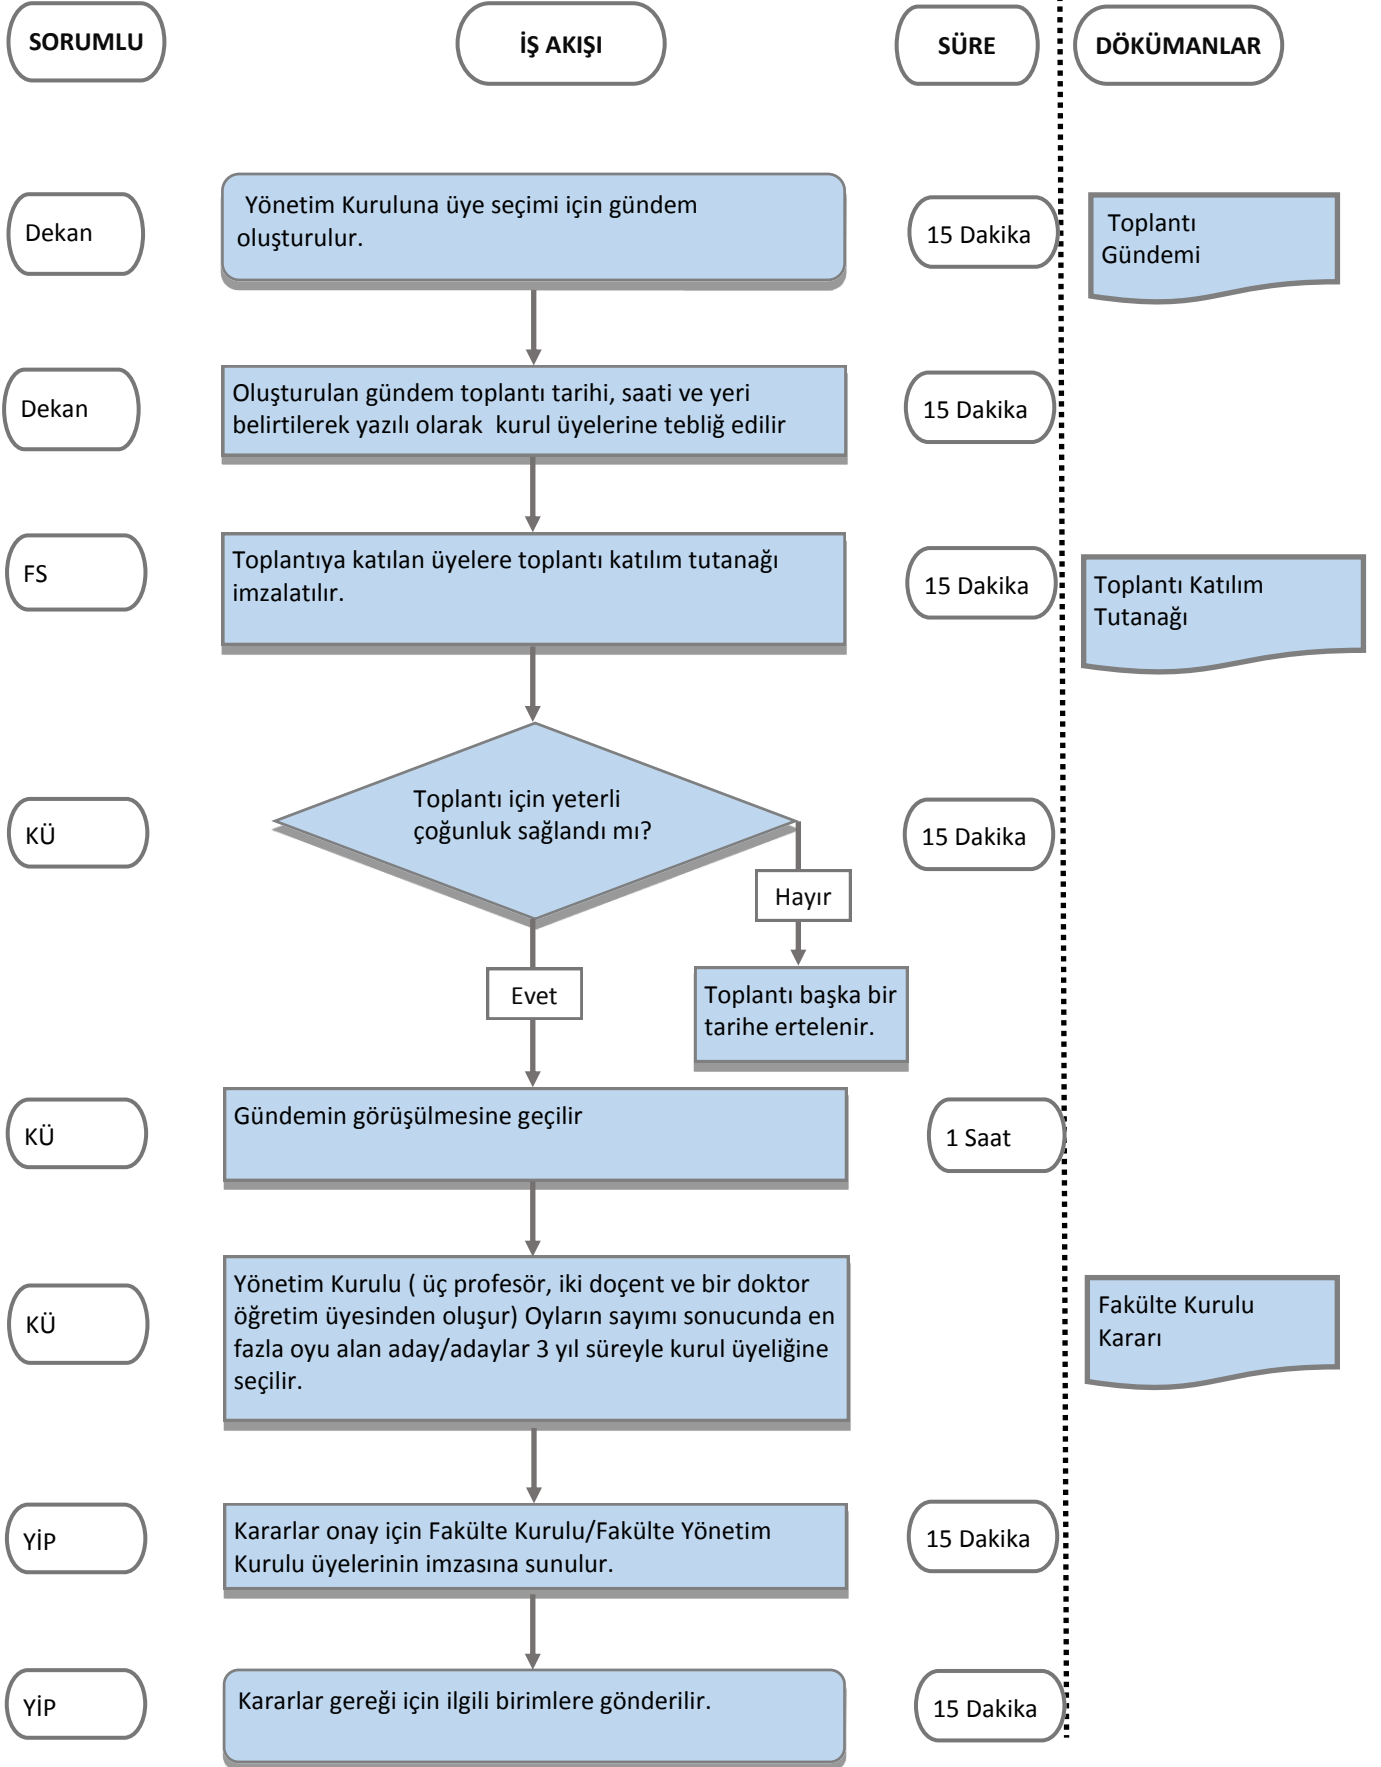 SORUMLU
İŞ AKIŞI
SÜRE
DÖKÜMANLAR
Dekan
Yönetim Kuruluna üye seçimi için gündem
oluşturulur.
15 Dakika
Toplantı
Gündemi
Dekan
Oluşturulan gündem toplantı tarihi, saati ve yeri
belirtilerek yazılı olarak  kurul üyelerine tebliğ edilir
15 Dakika
FS
Toplantıya katılan üyelere toplantı katılım tutanağı
imzalatılır.
15 Dakika
Toplantı Katılım
Tutanağı
KÜ
Toplantı için yeterli
çoğunluk sağlandı mı?
15 Dakika
Hayır
Evet
Toplantı başka bir
tarihe ertelenir.
KÜ
Gündemin görüşülmesine geçilir
1 Saat
KÜ
Yönetim Kurulu ( üç profesör, iki doçent ve bir doktor
öğretim üyesinden oluşur) Oyların sayımı sonucunda en
fazla oyu alan aday/adaylar 3 yıl süreyle kurul üyeliğine
seçilir.
Fakülte Kurulu
Kararı
YİP
Kararlar onay için Fakülte Kurulu/Fakülte Yönetim
Kurulu üyelerinin imzasına sunulur.
15 Dakika
YİP
Kararlar gereği için ilgili birimlere gönderilir.
15 Dakika